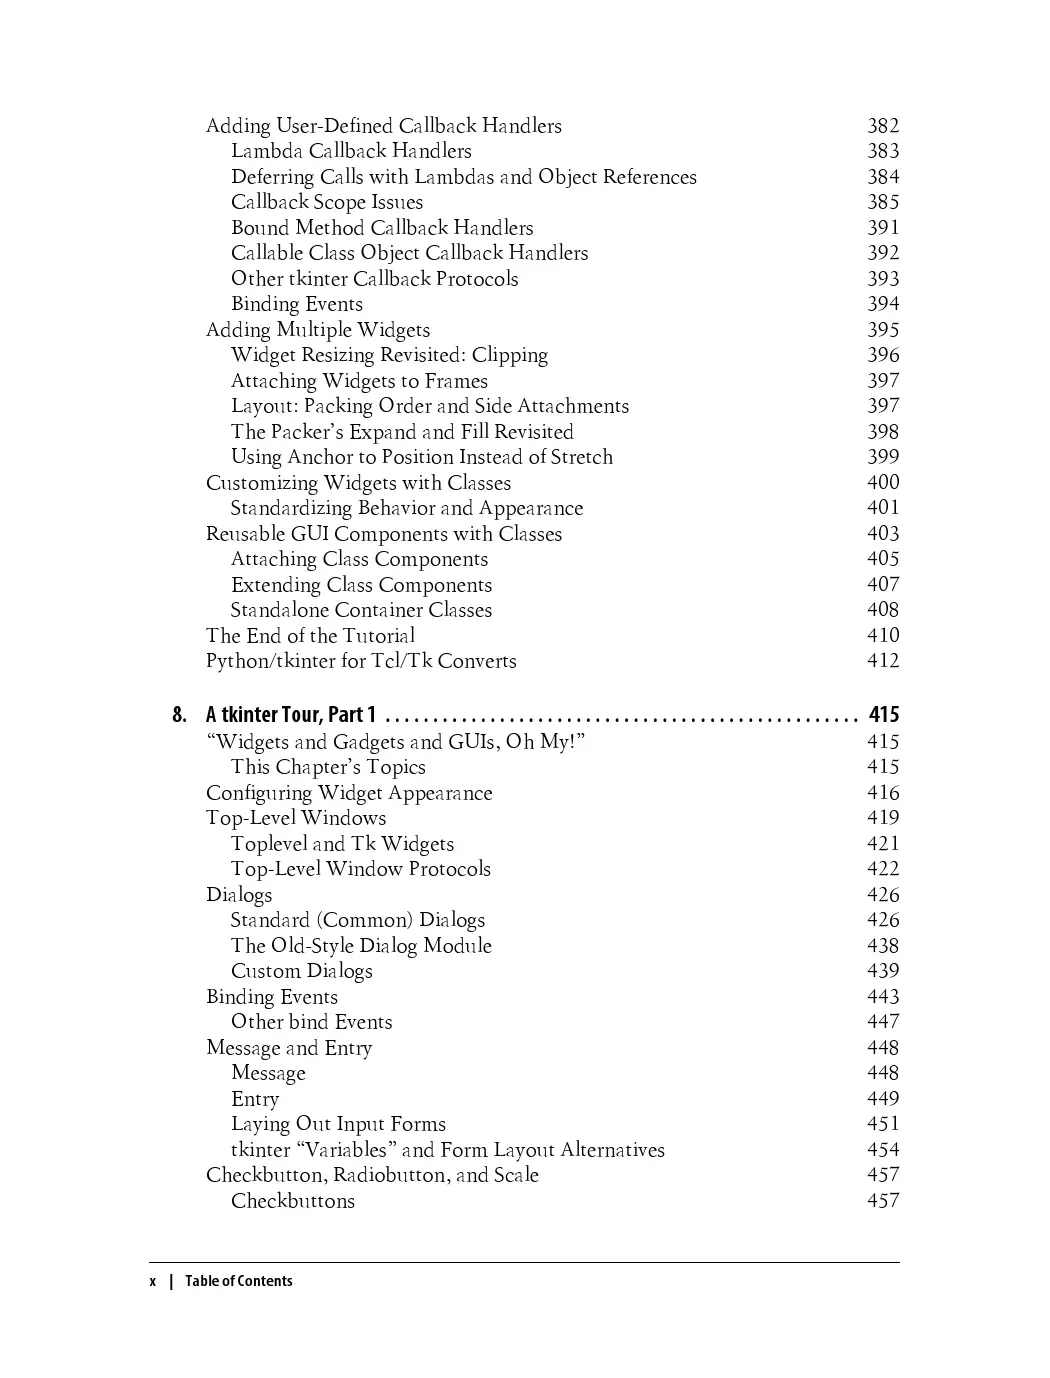 Adding User-Defined Callback Handlers 382
Lambda Callback Handlers 383
Deferring Calls with Lambdas and Object References 384
Callback Scope Issues 385
Bound Method Callback Handlers 391
Callable Class Object Callback Handlers 392
Other tkinter Callback Protocols 393
Binding Events 394
Adding Multiple Widgets 395
Widget Resizing Revisited: Clipping 396
Attaching Widgets to Frames 397
Layout: Packing Order and Side Attachments 397
The Packer’s Expand and Fill Revisited 398
Using Anchor to Position Instead of Stretch 399
Customizing Widgets with Classes 400
Standardizing Behavior and Appearance 401
Reusable GUI Components with Classes 403
Attaching Class Components 405
Extending Class Components 407
Standalone Container Classes 408
The End of the Tutorial 410
Python/tkinter for Tcl/Tk Converts 412
8. A tkinter Tour, Part 1 . . . . . . . . . . . . . . . . . . . . . . . . . . . . . . . . . . . . . . . . . . . . . . . . . . 415
“Widgets and Gadgets and GUIs, Oh My!” 415
This Chapter’s Topics 415
Configuring Widget Appearance 416
Top-Level Windows 419
Toplevel and Tk Widgets 421
Top-Level Window Protocols 422
Dialogs 426
Standard (Common) Dialogs 426
The Old-Style Dialog Module 438
Custom Dialogs 439
Binding Events 443
Other bind Events 447
Message and Entry 448
Message 448
Entry 449
Laying Out Input Forms 451
tkinter “Variables” and Form Layout Alternatives 454
Checkbutton, Radiobutton, and Scale 457
Checkbuttons 457
x | Table of Contents